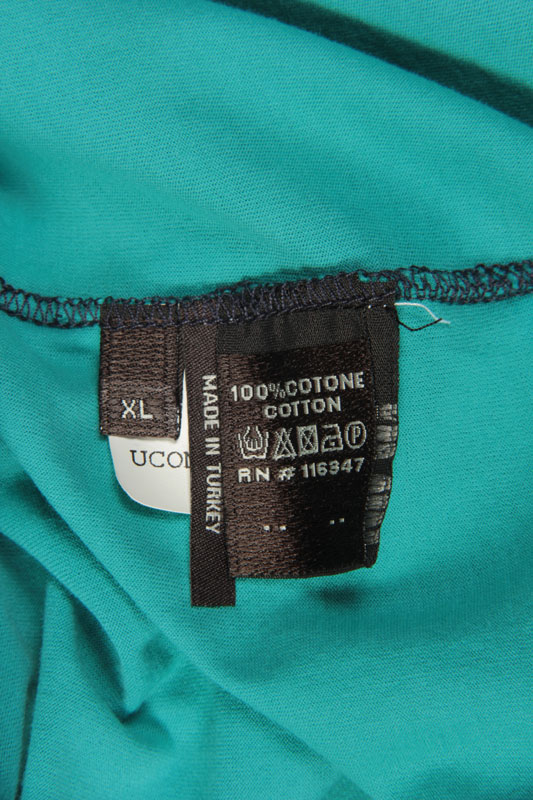 XL
UCON
MADE IN TURKEY
100%COTONE
COTTON
RN # 116347